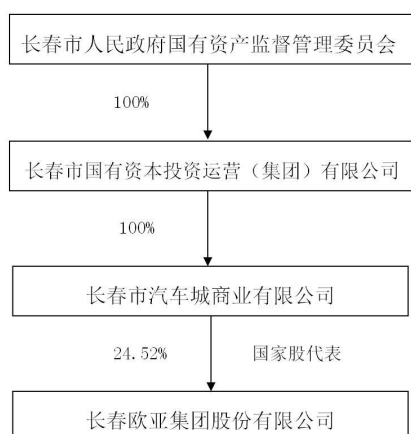 长春市人民政府国有资产监督管理委员会
100%
长春市国有资本投资运营（集团）有限公司
100%
长春市汽车城商业有限公司
24.52% 国家股代表
长春欧亚集团股份有限公司